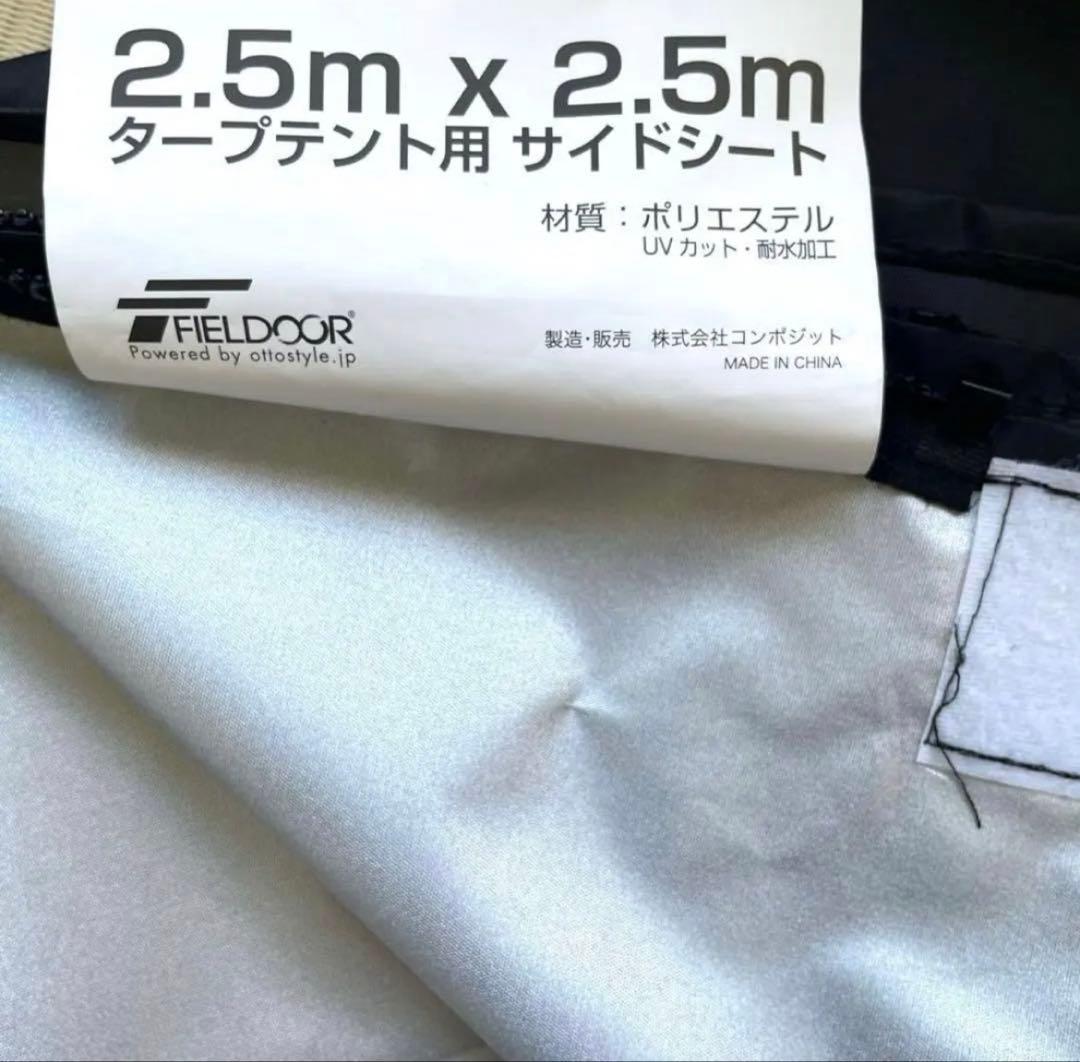 2.5m x 2.5m
タープテント用 サイドシート
材質：ポリエステル
UVカット・耐水加工
FIELDOOR®
Powered by ottostyle.jp
製造・販売 株式会社コンポジット
MADE IN CHINA